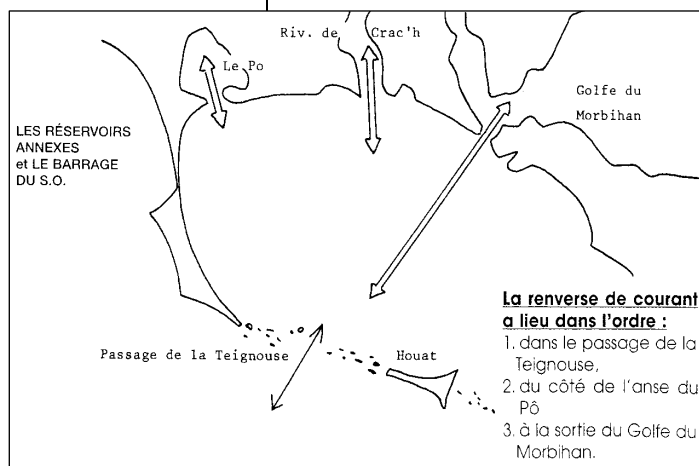 Riv. de Crac'h
Le Po
Golfe du
Morbihan
LES RÉSERVOIRS
ANNEXES
et LE BARRAGE
DU S.O.
Passage de la Teignouse
Houat
La renverse de courant
a lieu dans l'ordre :
1. dans le passage de la
Teignouse,
2. du côté de l'anse du
Pô
3. à la sortie du Golfe du
Morbihan.